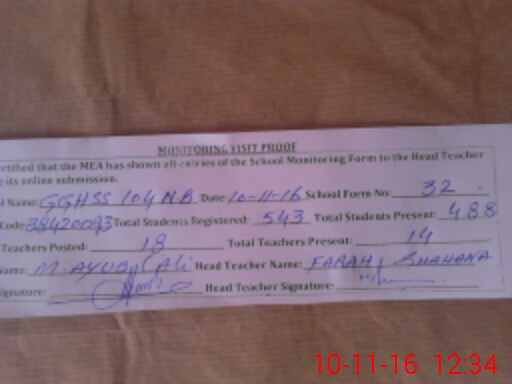 MONITORING VISIT PROOF
ertified that the MEA has shown all entries of the School Monitoring Form to the Head Teacher
its online submission.
Name: GGHSS 104 N.B Date: 10-11-16 School Form No: 32
Code: 38420093 Total Students Registered: 543 Total Students Present: 488
Teachers Posted: 18 Total Teachers Present: 14
Name: M. AYUB Ali Head Teacher Name: FARAH SHAHANA
ignature: Head Teacher Signature:
10-11-16 12:34